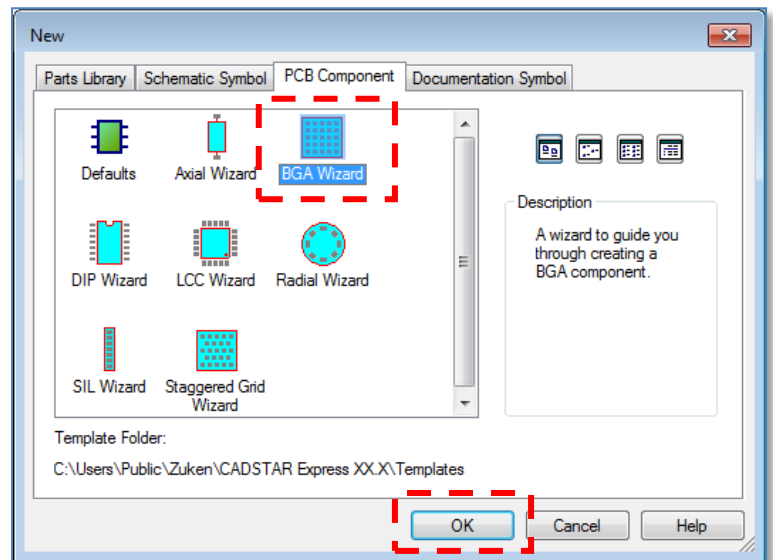 New
Parts Library
Schematic Symbol
PCB Component
Documentation Symbol
Defaults
Axial Wizard
BGA Wizard
DIP Wizard
LCC Wizard
Radial Wizard
SIL Wizard
Staggered Grid
Wizard
Description
A wizard to guide you
through creating a
BGA component.
Template Folder:
C:\Users\Public\Zuken\CADSTAR Express XX.X\Templates
OK
Cancel
Help